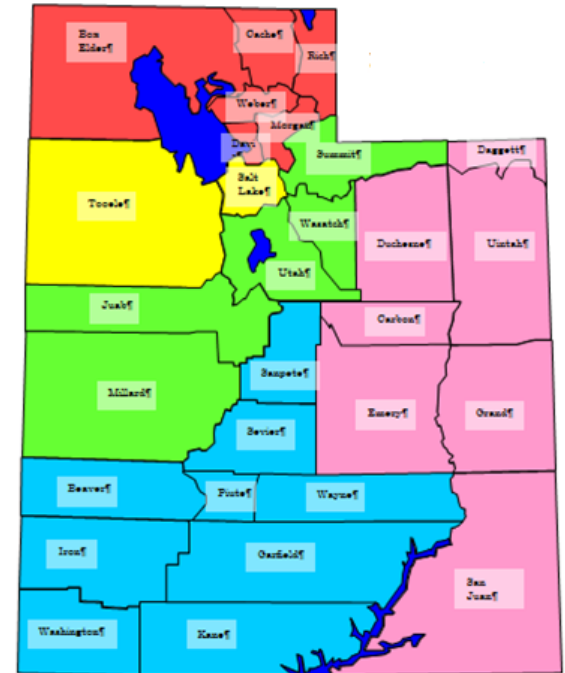 Box
Elder¶
Cache¶
Rich¶
Weber¶
Morgan¶
Davi
s¶
Summit¶
Daggett¶
Salt
Lake¶
Tooele¶
Wasatch¶
Duchesne¶
Uintah¶
Utah¶
Juab¶
Carbon¶
Sanpete¶
Millard¶
Emery¶
Grand¶
Sevier¶
Beaver¶
Piute¶
Wayne¶
Iron¶
Garfield¶
San
Juan¶
Washington¶
Kane¶